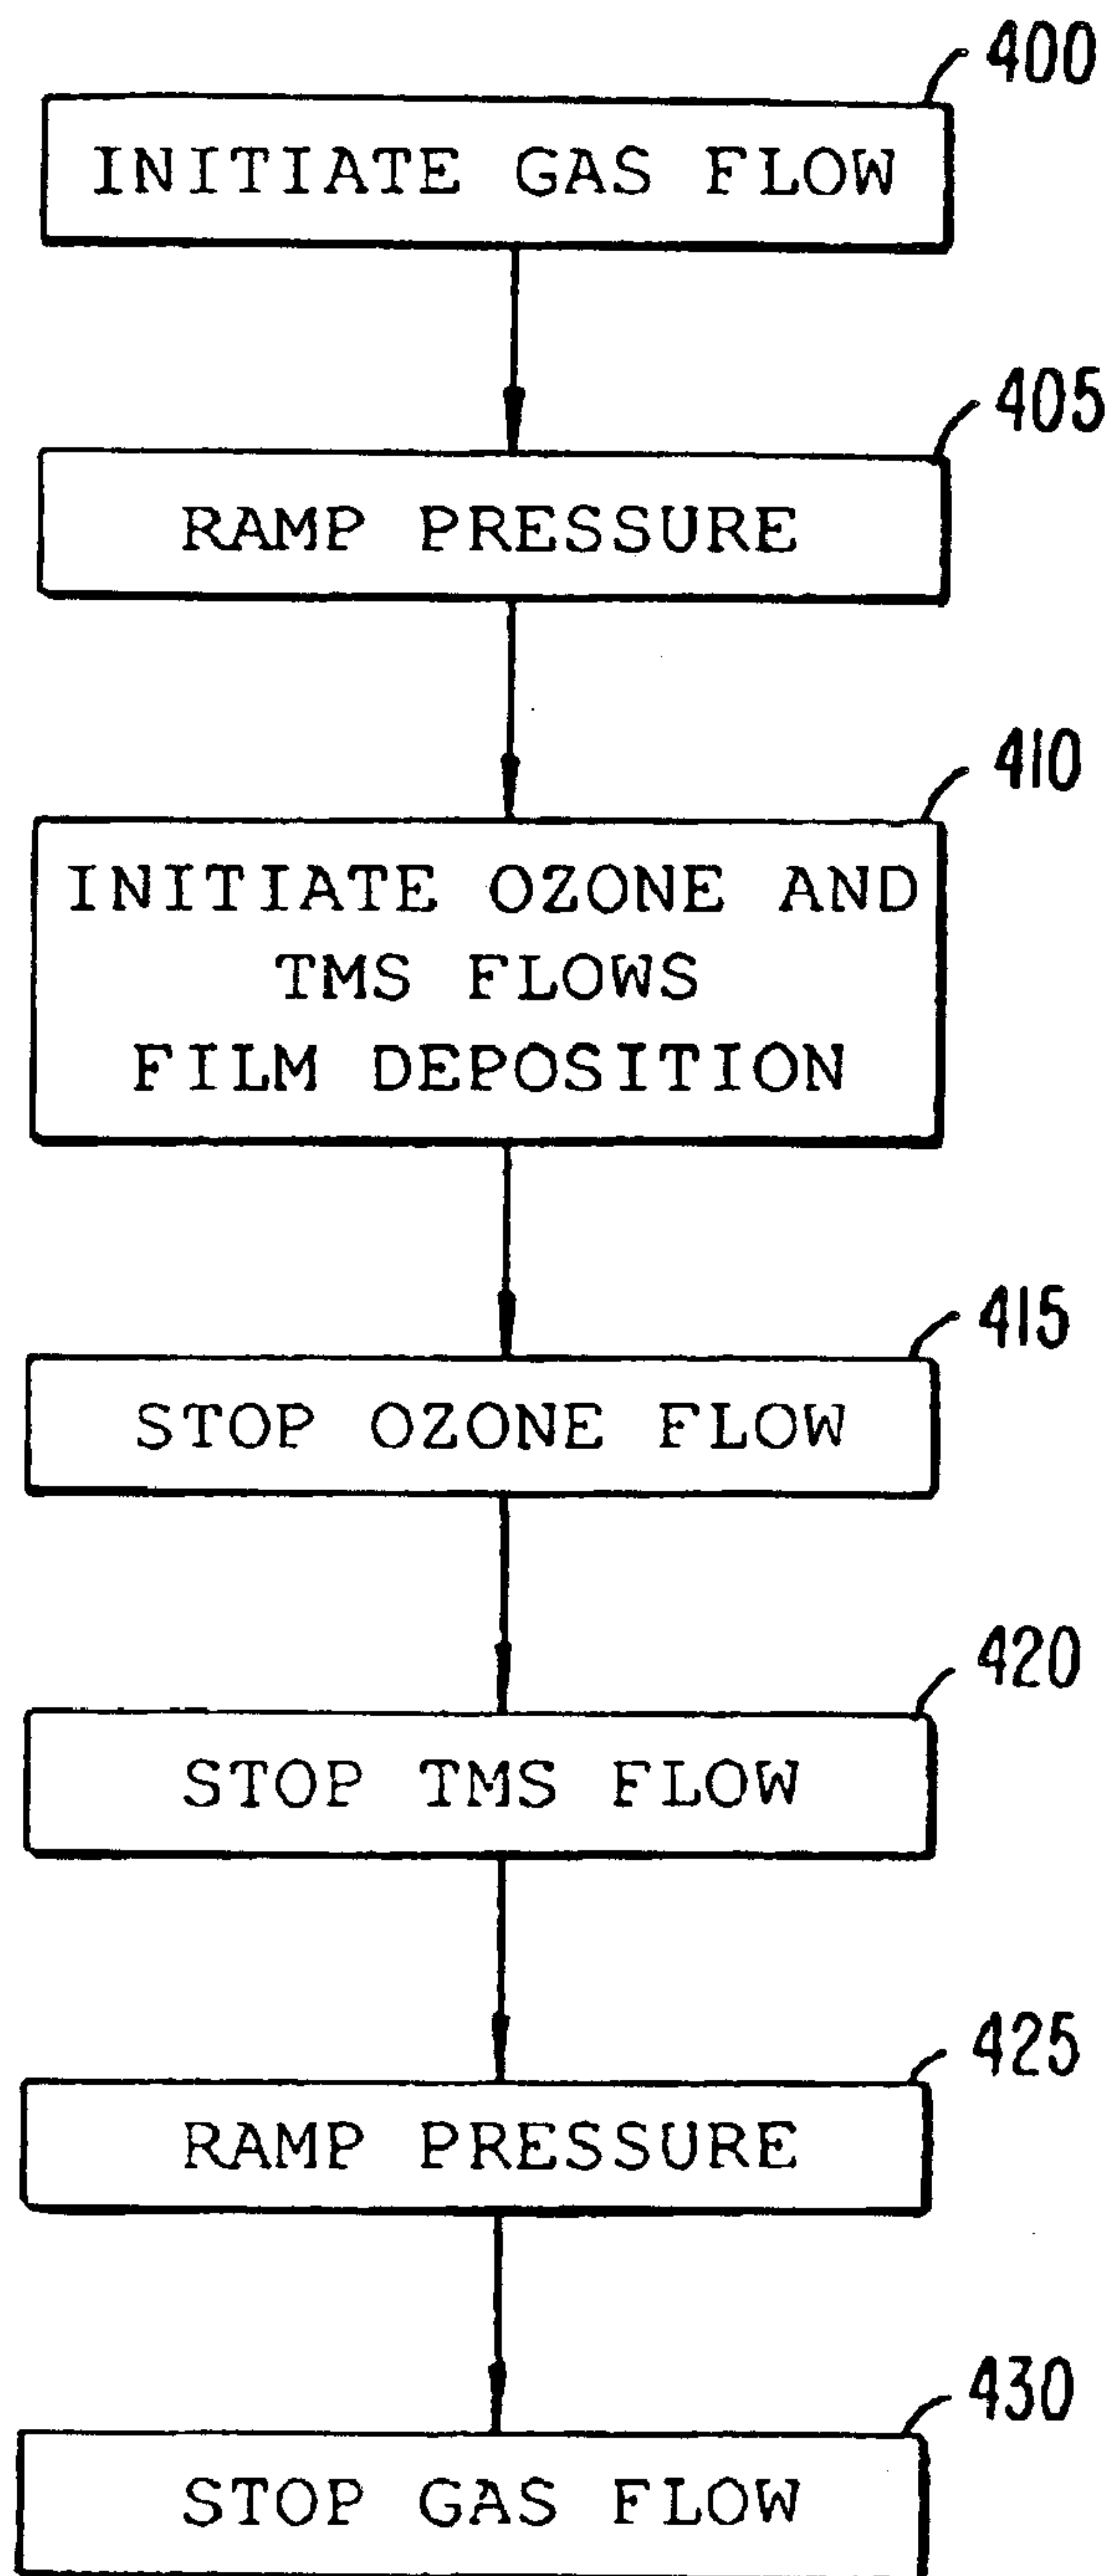 400
INITIATE GAS FLOW
405
RAMP PRESSURE
410
INITIATE OZONE AND
TMS FLOWS
FILM DEPOSITION
415
STOP OZONE FLOW
420
STOP TMS FLOW
425
RAMP PRESSURE
430
STOP GAS FLOW